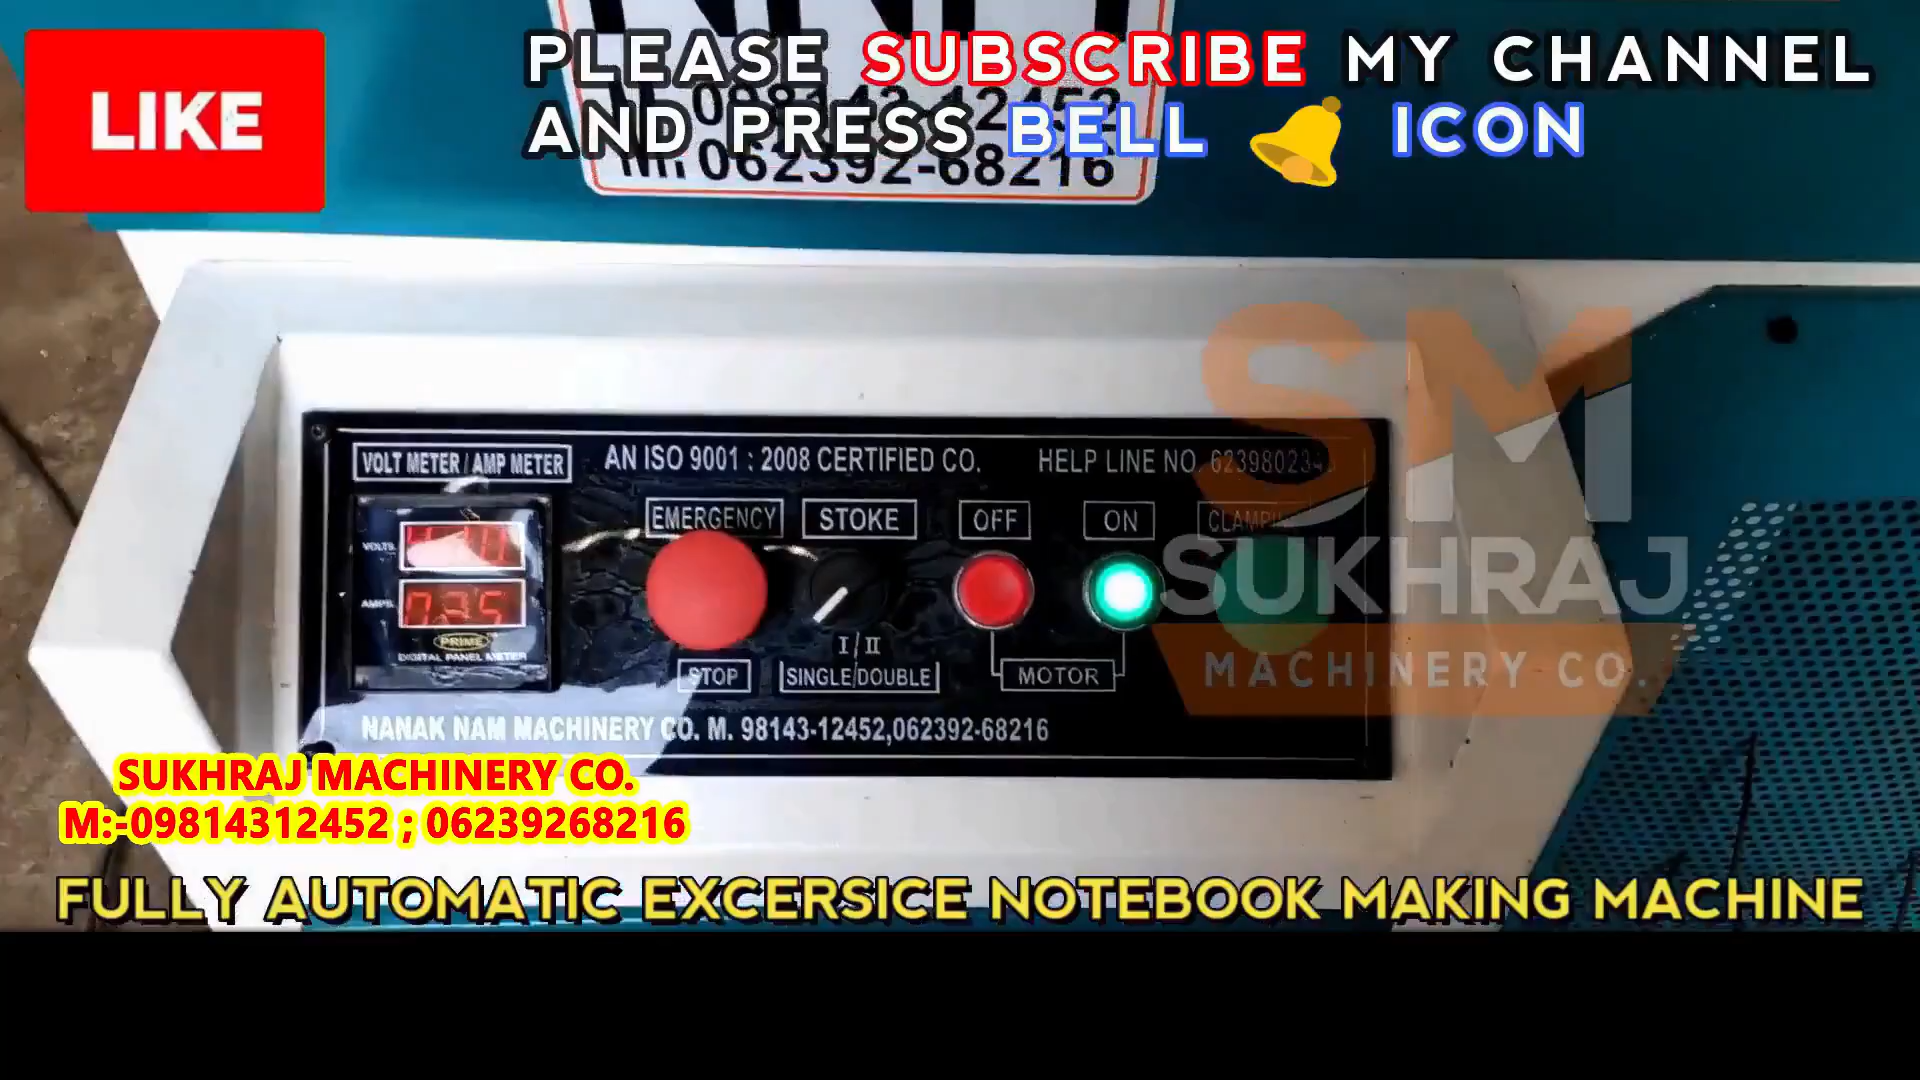 LIKE
PLEASE SUBSCRIBE MY CHANNEL
AND PRESS BELL 🔔 ICON
062392-68216
VOLT METER / AMP METER
AN ISO 9001 : 2008 CERTIFIED CO.
HELP LINE NO.
EMERGENCY
STOKE
OFF
ON
VOLTS
AMPS
025
PRIME
DIGITAL PANEL METER
I/II
STOP
SINGLE/DOUBLE
MOTOR
NANAK NAM MACHINERY CO. M. 98143-12452,062392-68216
SM
SUKHRAJ
MACHINERY CO.
SUKHRAJ MACHINERY CO.
M:-09814312452 ; 06239268216
FULLY AUTOMATIC EXCERSICE NOTEBOOK MAKING MACHINE